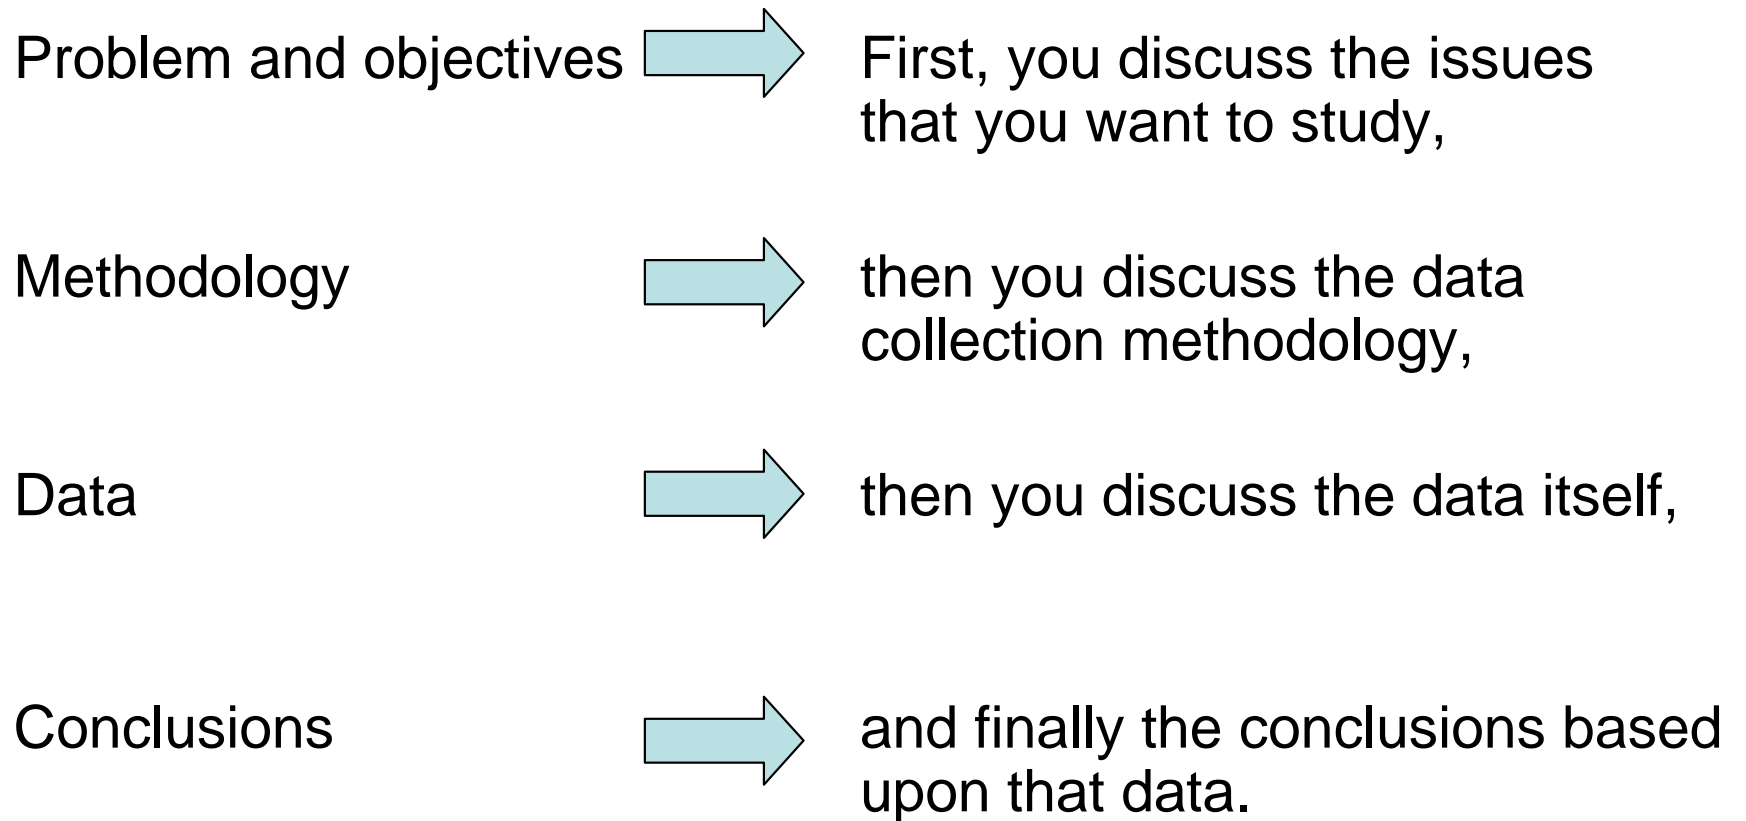 Problem and objectives
First, you discuss the issues
that you want to study,
Methodology
then you discuss the data
collection methodology,
Data
then you discuss the data itself,
Conclusions
and finally the conclusions based
upon that data.